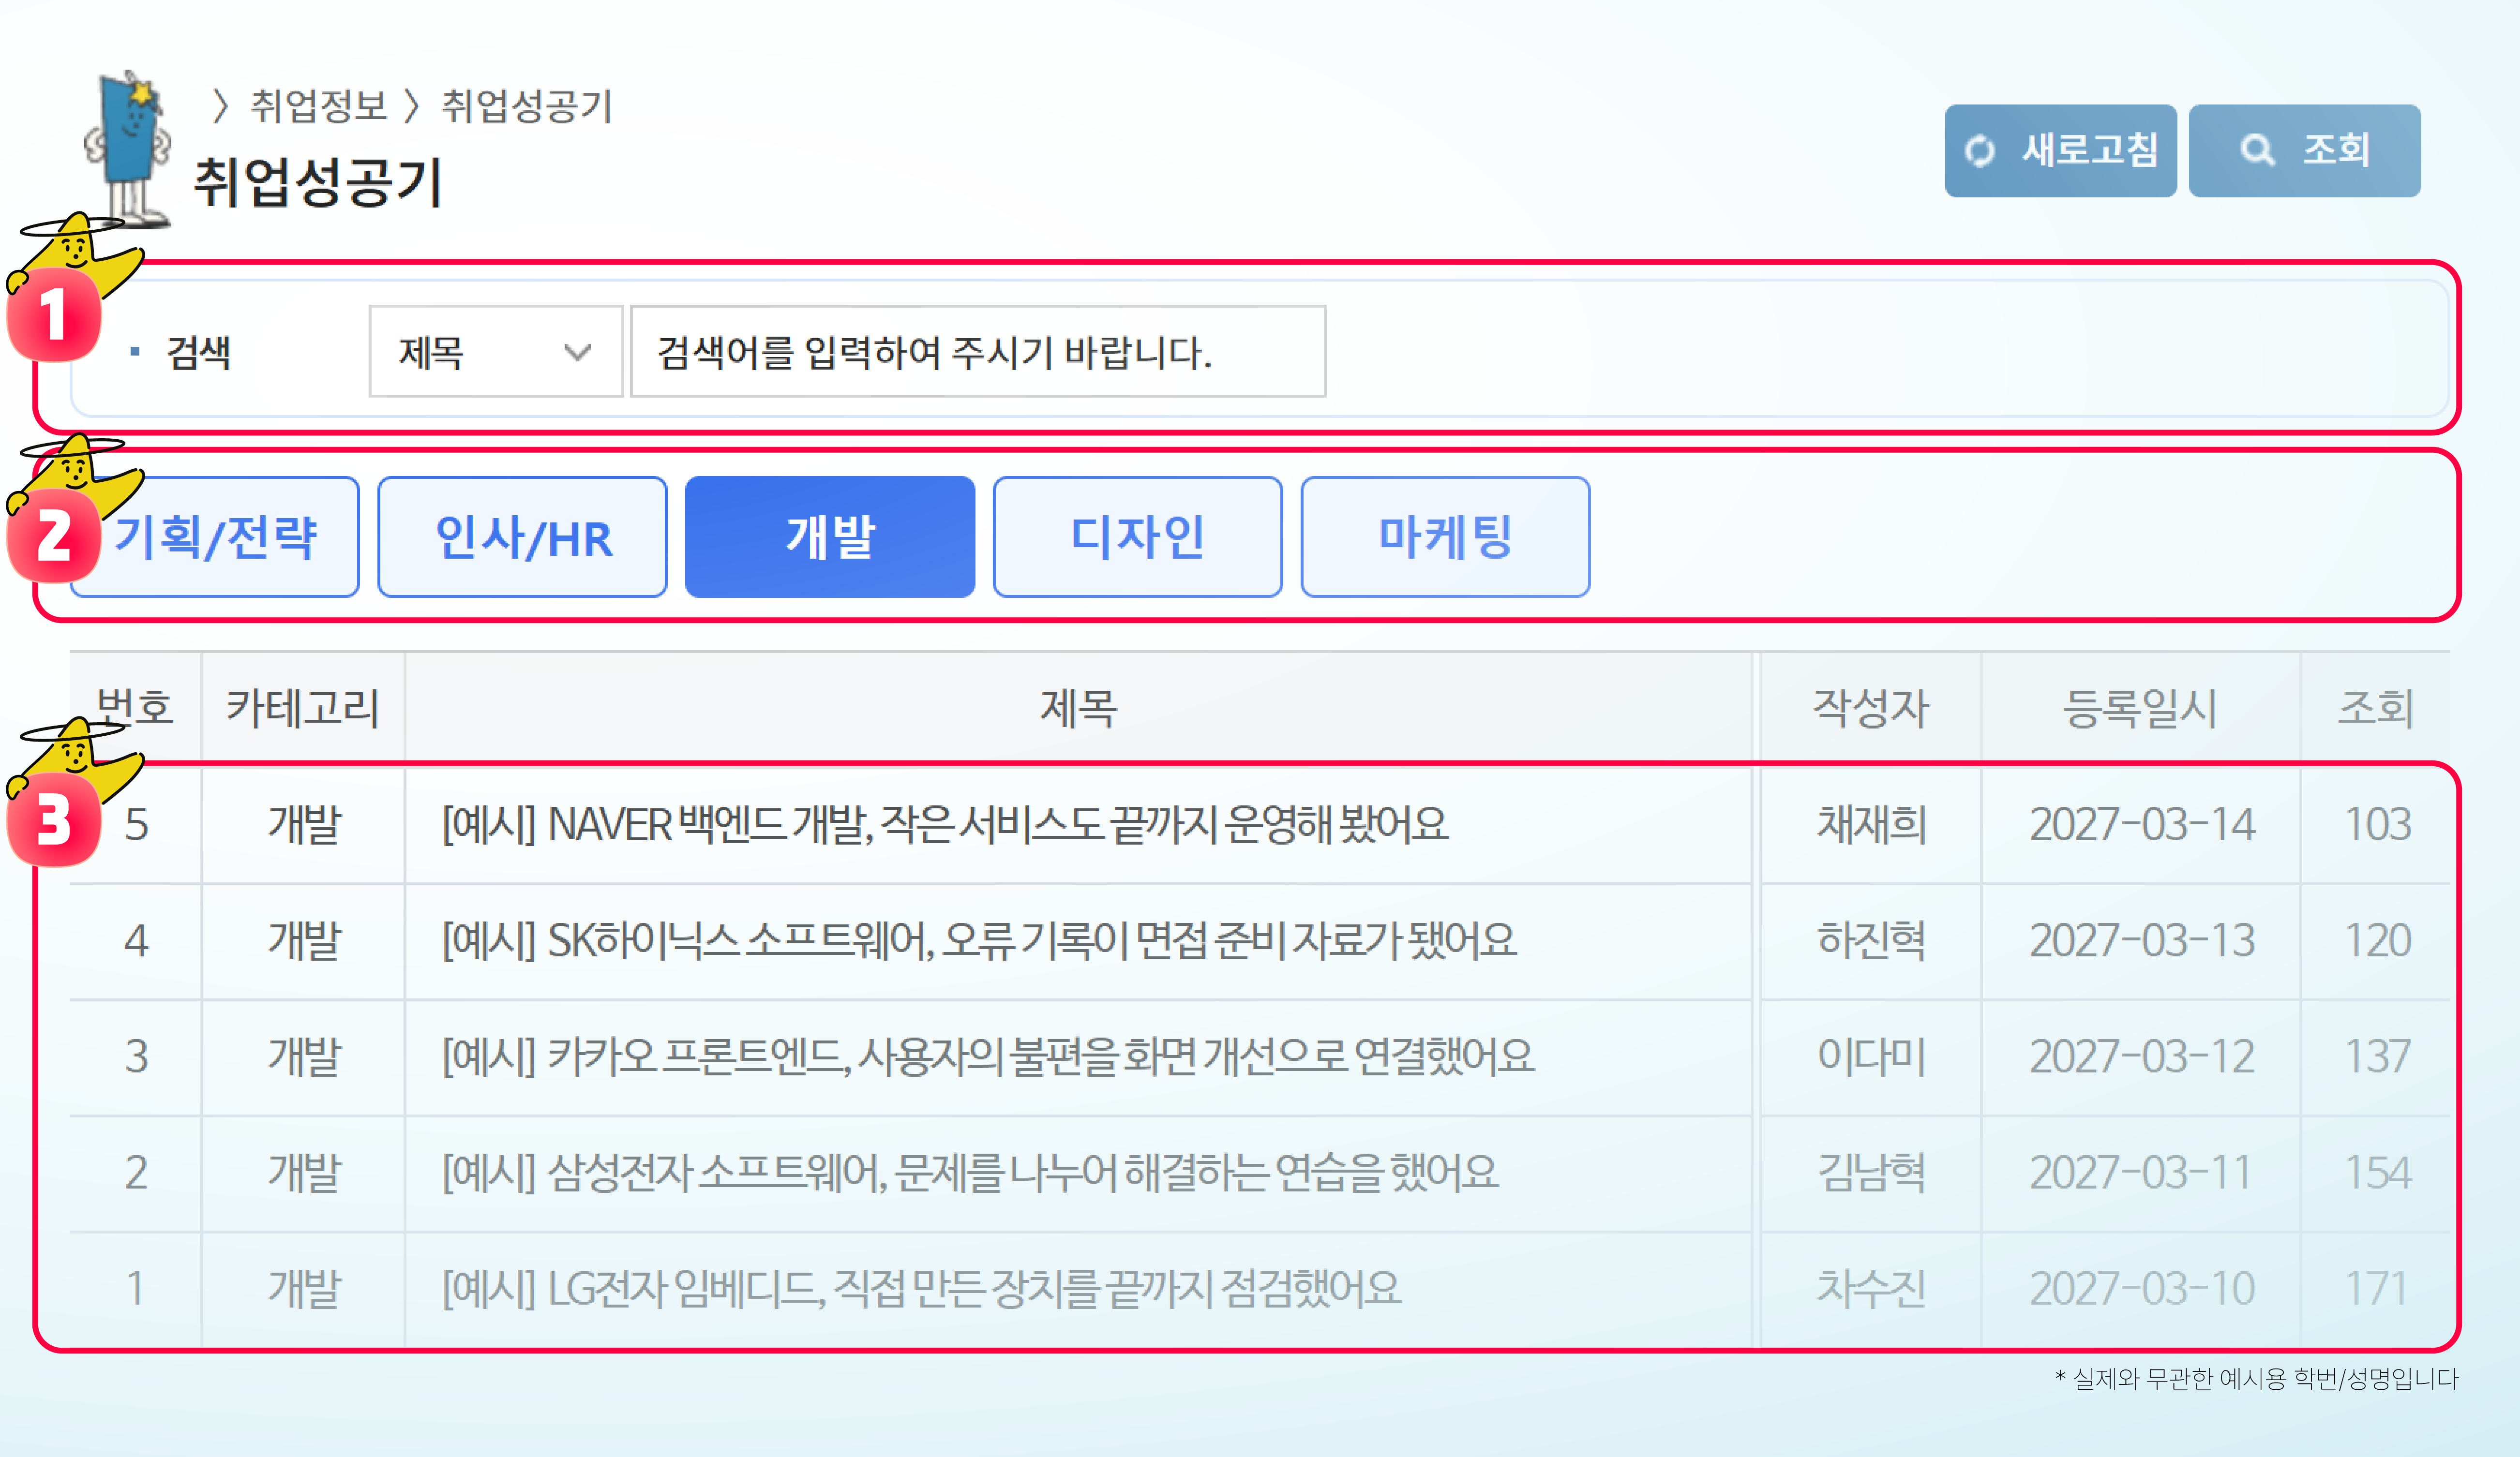 〉 취업정보 〉 취업성공기
취업성공기
새로고침 조회
1
검색 제목 검색어를 입력하여 주시기 바랍니다.
2
기획/전략 인사/HR 개발 디자인 마케팅
번호 카테고리 제목 작성자 등록일시 조회
3
5 개발 [예시] NAVER 백엔드 개발, 작은 서비스도 끝까지 운영해 봤어요 채재희 2027-03-14 103
4 개발 [예시] SK하이닉스 소프트웨어, 오류 기록이 면접 준비 자료가 됐어요 하진혁 2027-03-13 120
3 개발 [예시] 카카오 프론트엔드, 사용자의 불편을 화면 개선으로 연결했어요 이다미 2027-03-12 137
2 개발 [예시] 삼성전자 소프트웨어, 문제를 나누어 해결하는 연습을 했어요 김남혁 2027-03-11 154
1 개발 [예시] LG전자 임베디드, 직접 만든 장치를 끝까지 점검했어요 차수진 2027-03-10 171
* 실제와 무관한 예시용 학번/성명입니다